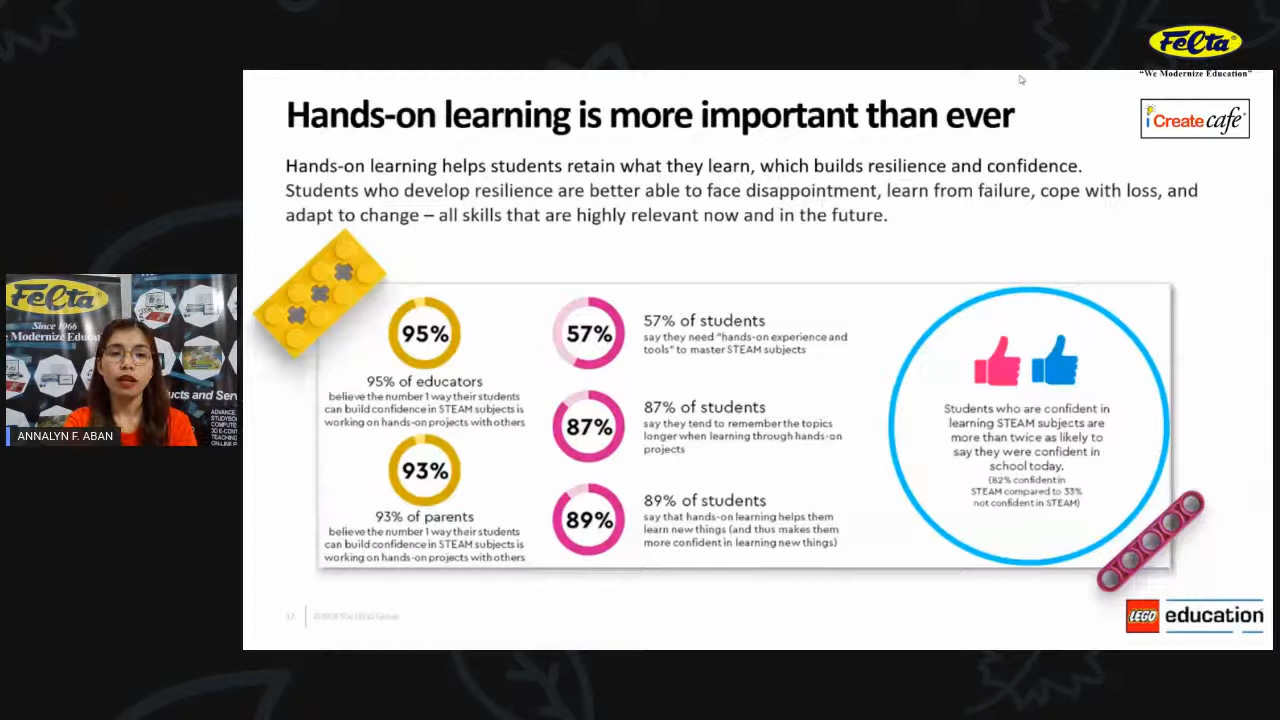 Felta
"We Modernize Education"
Hands-on learning is more important than ever
i Create cafe
Hands-on learning helps students retain what they learn, which builds resilience and confidence.
Students who develop resilience are better able to face disappointment, learn from failure, cope with loss, and
adapt to change – all skills that are highly relevant now and in the future.
95%
95% of educators
believe the number 1 way their students
can build confidence in STEAM subjects is
working on hands-on projects with others
93%
93% of parents
believe the number 1 way their students
can build confidence in STEAM subjects is
working on hands-on projects with others
57%
57% of students
say they need "hands-on experience and
tools" to master STEAM subjects
87%
87% of students
say they tend to remember the topics
longer when learning through hands-on
projects
89%
89% of students
say that hands-on learning helps them
learn new things (and thus makes them
more confident in learning new things)
Students who are confident in
learning STEAM subjects are
more than twice as likely to
say they were confident in
school today.
(82% confident in
STEAM compared to 33%
not confident in STEAM)
The LEGO Group
LEGO education
Felta
Since 1966
Modernize
ANNALYN F. ABAN
ADVANCE